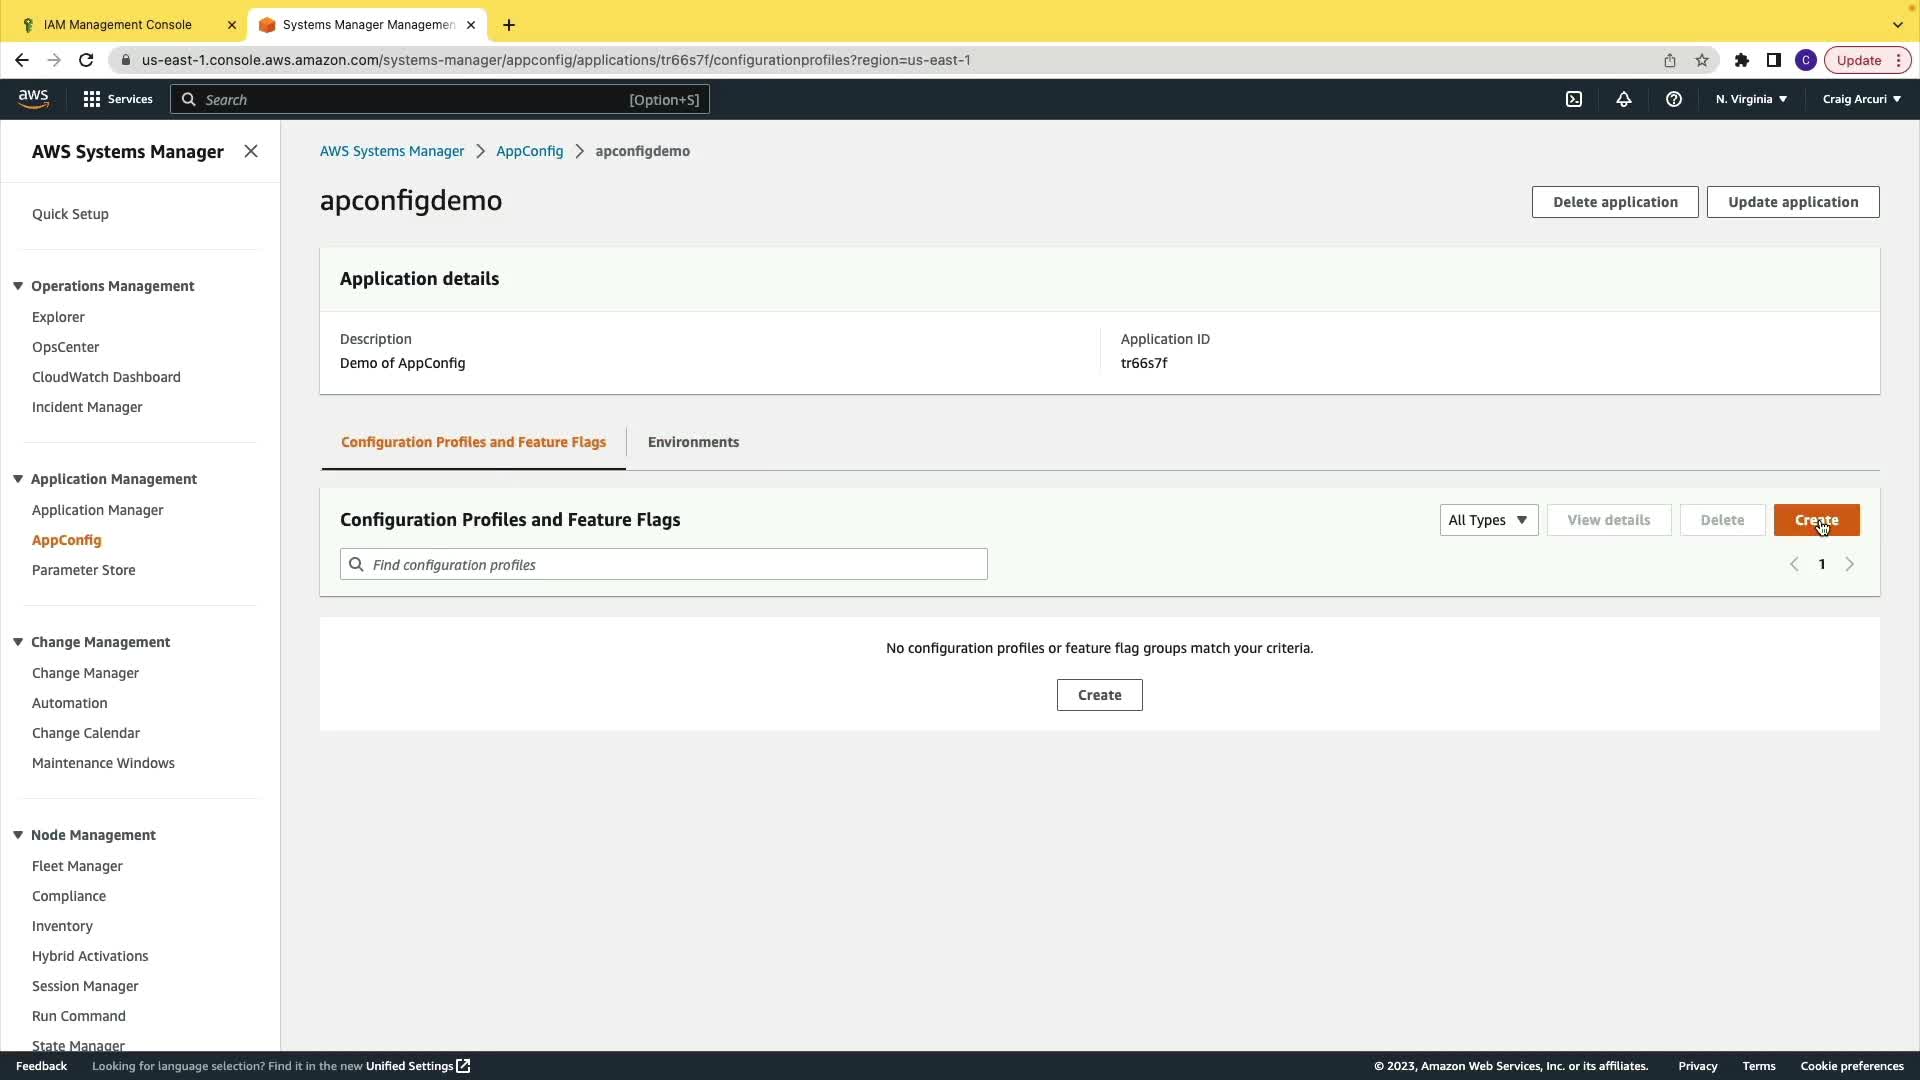 IAM Management Console
Systems Manager Managemen
us-east-1.console.aws.amazon.com/systems-manager/appconfig/applications/tr66s7f/configurationprofiles?region=us-east-1
C
Update
aws
Services
Search
[Option+S]
N. Virginia
Craig Arcuri
AWS Systems Manager
Quick Setup
Operations Management
Explorer
OpsCenter
CloudWatch Dashboard
Incident Manager
Application Management
Application Manager
AppConfig
Parameter Store
Change Management
Change Manager
Automation
Change Calendar
Maintenance Windows
Node Management
Fleet Manager
Compliance
Inventory
Hybrid Activations
Session Manager
Run Command
State Manager
AWS Systems Manager > AppConfig > apconfigdemo
apconfigdemo
Delete application
Update application
Application details
Description
Demo of AppConfig
Application ID
tr66s7f
Configuration Profiles and Feature Flags
Environments
Configuration Profiles and Feature Flags
All Types
View details
Delete
Create
Find configuration profiles
1
No configuration profiles or feature flag groups match your criteria.
Create
Feedback
Looking for language selection? Find it in the new Unified Settings
© 2023, Amazon Web Services, Inc. or its affiliates.
Privacy
Terms
Cookie preferences